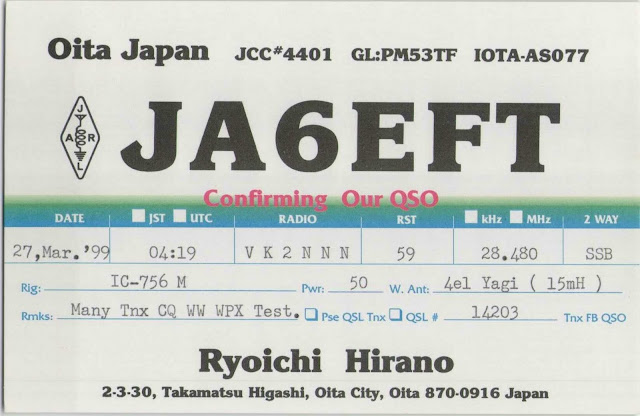 Oita Japan JCC#4401 GL:PM53TF IOTA-AS077
J
A R
L
JA6EFT
Confirming Our QSO
DATE JST UTC RADIO RST kHz MHz 2 WAY
27,Mar.'99 04:19 VK2NNN 59 28.480 SSB
Rig: IC-756 M Pwr: 50 W. Ant: 4el Yagi ( 15mH )
Rmks: Many Tnx CQ WW WPX Test. Pse QSL Tnx QSL # 14203 Tnx FB QSO
Ryoichi Hirano
2-3-30, Takamatsu Higashi, Oita City, Oita 870-0916 Japan